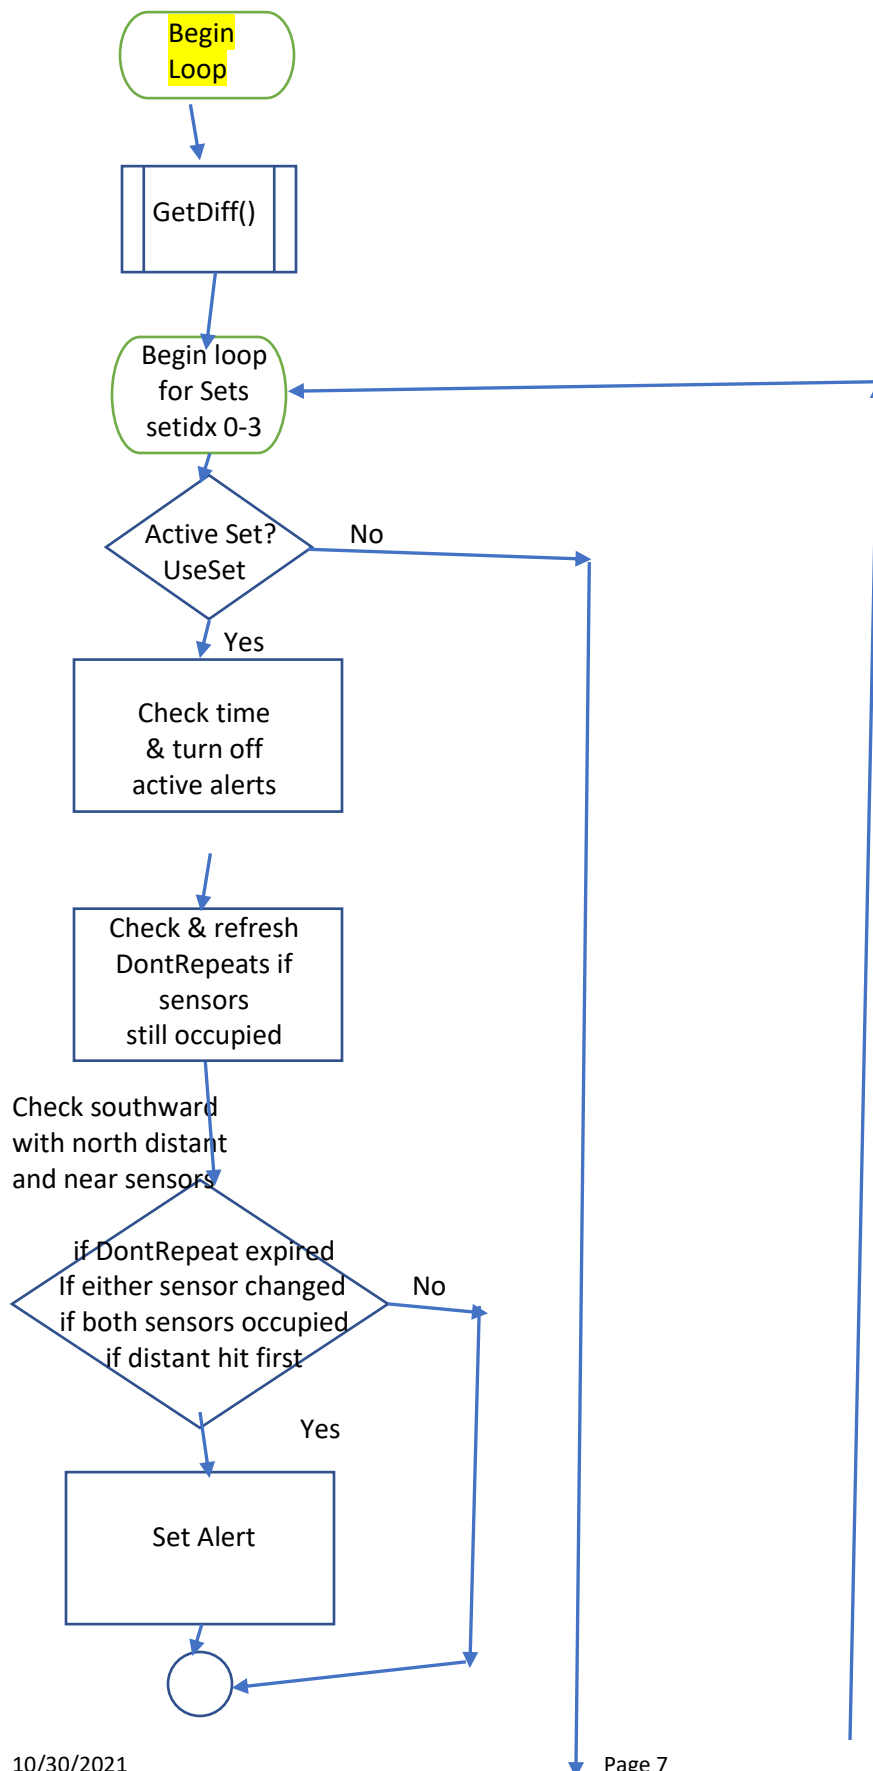 Begin
Loop
GetDiff()
Begin loop
for Sets
setidx 0-3
Active Set?
UseSet
No
Yes
Check time
& turn off
active alerts
Check & refresh
DontRepeats if
sensors
still occupied
Check southward
with north distant
and near sensors
if DontRepeat expired
If either sensor changed
if both sensors occupied
if distant hit first
No
Yes
Set Alert
10/30/2021
Page 7